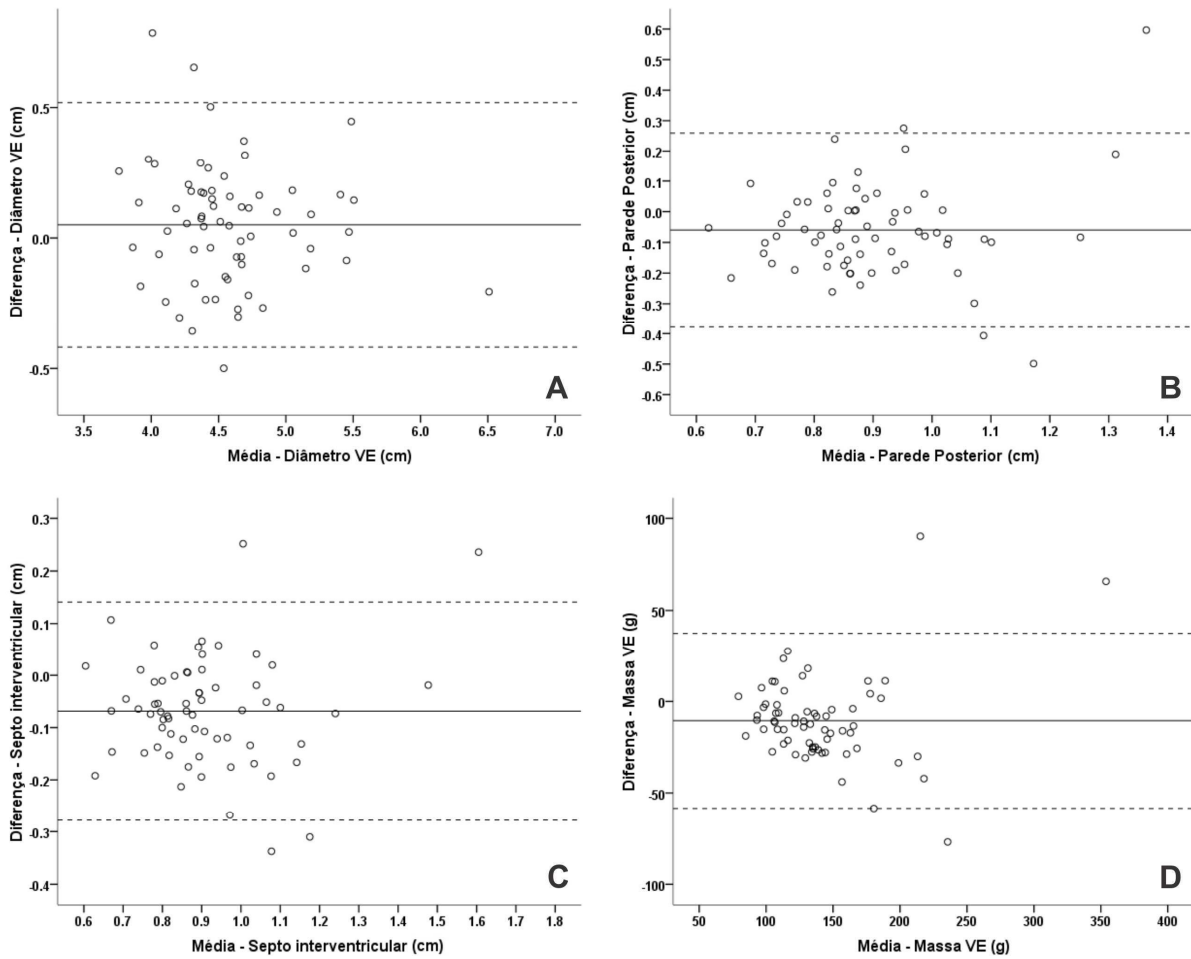 Diferença - Diâmetro VE (cm)
0.5
0.0
-0.5
A
3.5 4.0 4.5 5.0 5.5 6.0 6.5 7.0
Média - Diâmetro VE (cm)
Diferença - Parede Posterior (cm)
0.6
0.5
0.4
0.3
0.2
0.1
0.0
-0.1
-0.2
-0.3
-0.4
-0.5
-0.6
B
0.6 0.7 0.8 0.9 1.0 1.1 1.2 1.3 1.4
Média - Parede Posterior (cm)
Diferença - Septo interventricular (cm)
0.3
0.2
0.1
0.0
-0.1
-0.2
-0.3
-0.4
C
0.6 0.7 0.8 0.9 1.0 1.1 1.2 1.3 1.4 1.5 1.6 1.7 1.8
Média - Septo interventricular (cm)
Diferença - Massa VE (g)
100
50
0
-50
-100
D
50 100 150 200 250 300 350 400
Média - Massa VE (g)